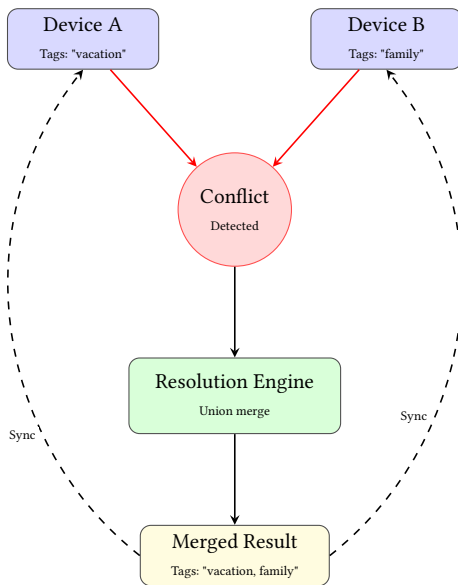 Device A
Tags: "vacation"
Device B
Tags: "family"
Conflict
Detected
Resolution Engine
Union merge
Sync
Sync
Merged Result
Tags: "vacation, family"